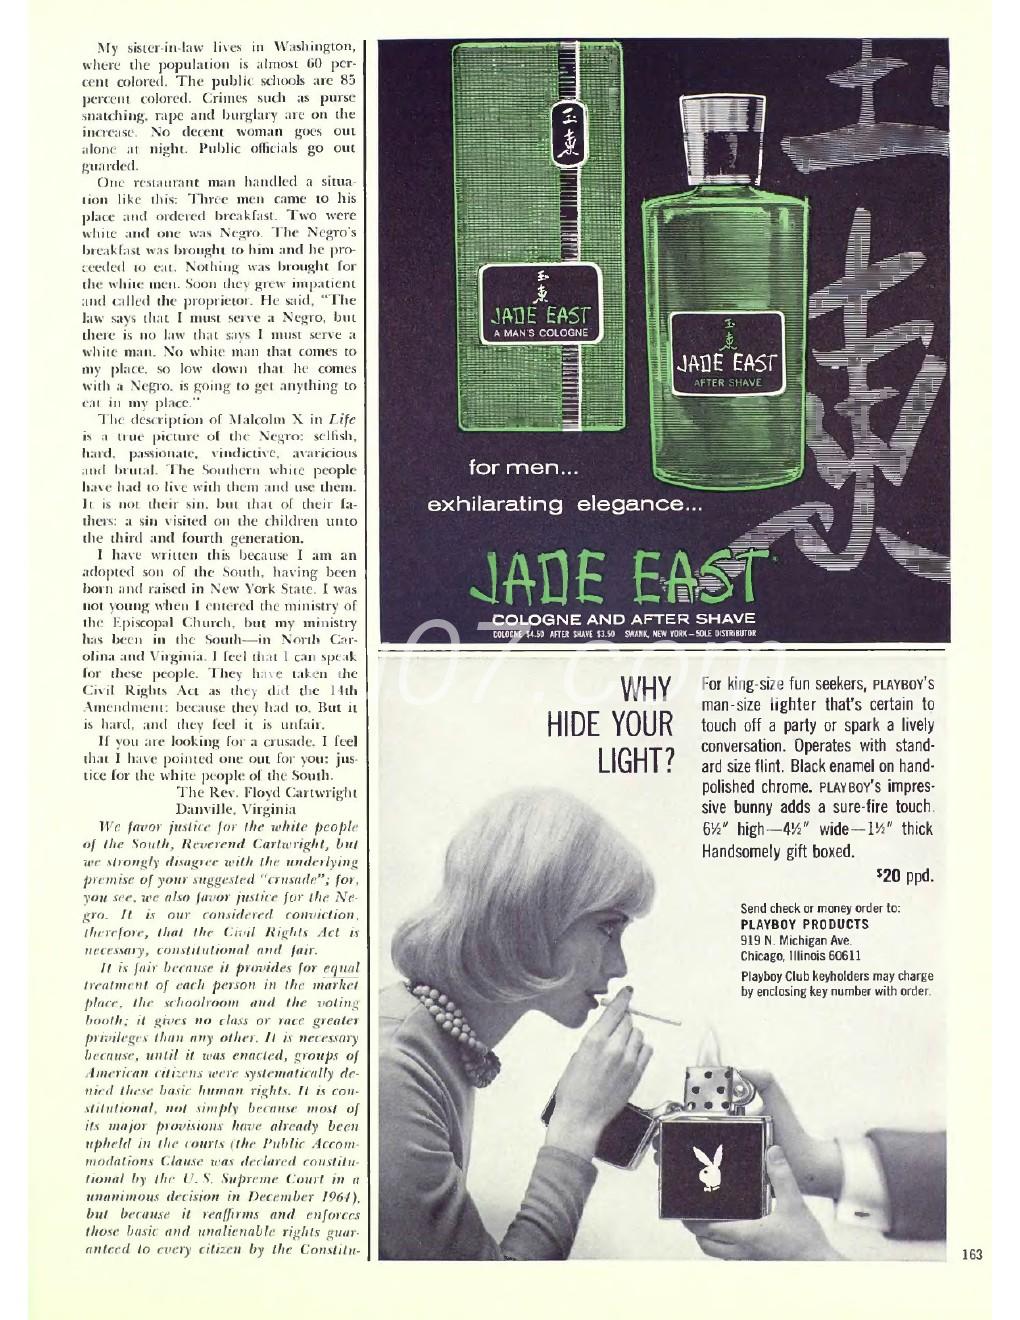 My sister-in-law lives in Washington,
where the population is almost 60 per-
cent colored. The public schools are 85
percent colored. Crimes such as purse
snatching, rape and burglary are on the
increase. No decent woman goes out
alone at night. Public officials go out
guarded.
One restaurant man handled a situa-
tion like this: Three men came to his
place and ordered breakfast. Two were
white and one was Negro. The Negro's
breakfast was brought to him and he pro-
ceeded to eat. Nothing was brought for
the white men. Soon they grew impatient
and called the proprietor. He said, "The
law says that I must serve a Negro, but
there is no law that says I must serve a
white man. No white man that comes to
my place, so low down that he comes
with a Negro, is going to get anything to
eat in my place."
The description of Malcolm X in Life
is a true picture of the Negro: selfish,
hard, passionate, vindictive, avaricious
and brutal. The Southern white people
have had to live with them and use them.
It is not their sin, but that of their fa-
thers: a sin visited on the children unto
the third and fourth generation.
I have written this because I am an
adopted son of the South, having been
born and raised in New York State. I was
not young when I entered the ministry of
the Episcopal Church, but my ministry
has been in the South—in North Car-
olina and Virginia. I feel that I can speak
for these people. They have taken the
Civil Rights Act as they did the 14th
Amendment: because they had to. But it
is hard, and they feel it is unfair.
If you are looking for a crusade, I feel
that I have pointed one out for you: jus-
tice for the white people of the South.
The Rev. Floyd Cartwright
Danville, Virginia
We favor justice for the white people
of the South, Reverend Cartwright, but
we strongly disagree with the underlying
premise of your suggested "crusade"; for,
you see, we also favor justice for the Ne-
gro. It is our considered conviction,
therefore, that the Civil Rights Act is
necessary, constitutional and fair.
It is fair because it provides for equal
treatment of each person in the market
place, the schoolroom and the voting
booth; it gives no class or race greater
privileges than any other. It is necessary
because, until it was enacted, groups of
American citizens were systematically de-
nied these basic human rights. It is con-
stitutional, not simply because most of
its major provisions have already been
upheld in the courts (the Public Accom-
modations Clause was declared constitu-
tional by the U. S. Supreme Court in a
unanimous decision in December 1964),
but because it reaffirms and enforces
those basic and unalienable rights guar-
anteed to every citizen by the Constitu-
玉東
玉東
JADE EAST
A MAN'S COLOGNE
玉東
JADE EAST
AFTER SHAVE
玉東
for men...
exhilarating elegance...
JADE EAST
COLOGNE AND AFTER SHAVE
COLOGNE $4.50 AFTER SHAVE $3.50 SWANK, NEW YORK—SOLE DISTRIBUTOR
WHY
HIDE YOUR
LIGHT?
For king-size fun seekers, PLAYBOY's
man-size lighter that's certain to
touch off a party or spark a lively
conversation. Operates with stand-
ard size flint. Black enamel on hand-
polished chrome. PLAYBOY's impres-
sive bunny adds a sure-fire touch.
6½" high—4½" wide—1½" thick
Handsomely gift boxed.
$20 ppd.
Send check or money order to:
PLAYBOY PRODUCTS
919 N. Michigan Ave.
Chicago, Illinois 60611
Playboy Club keyholders may charge
by enclosing key number with order.
163